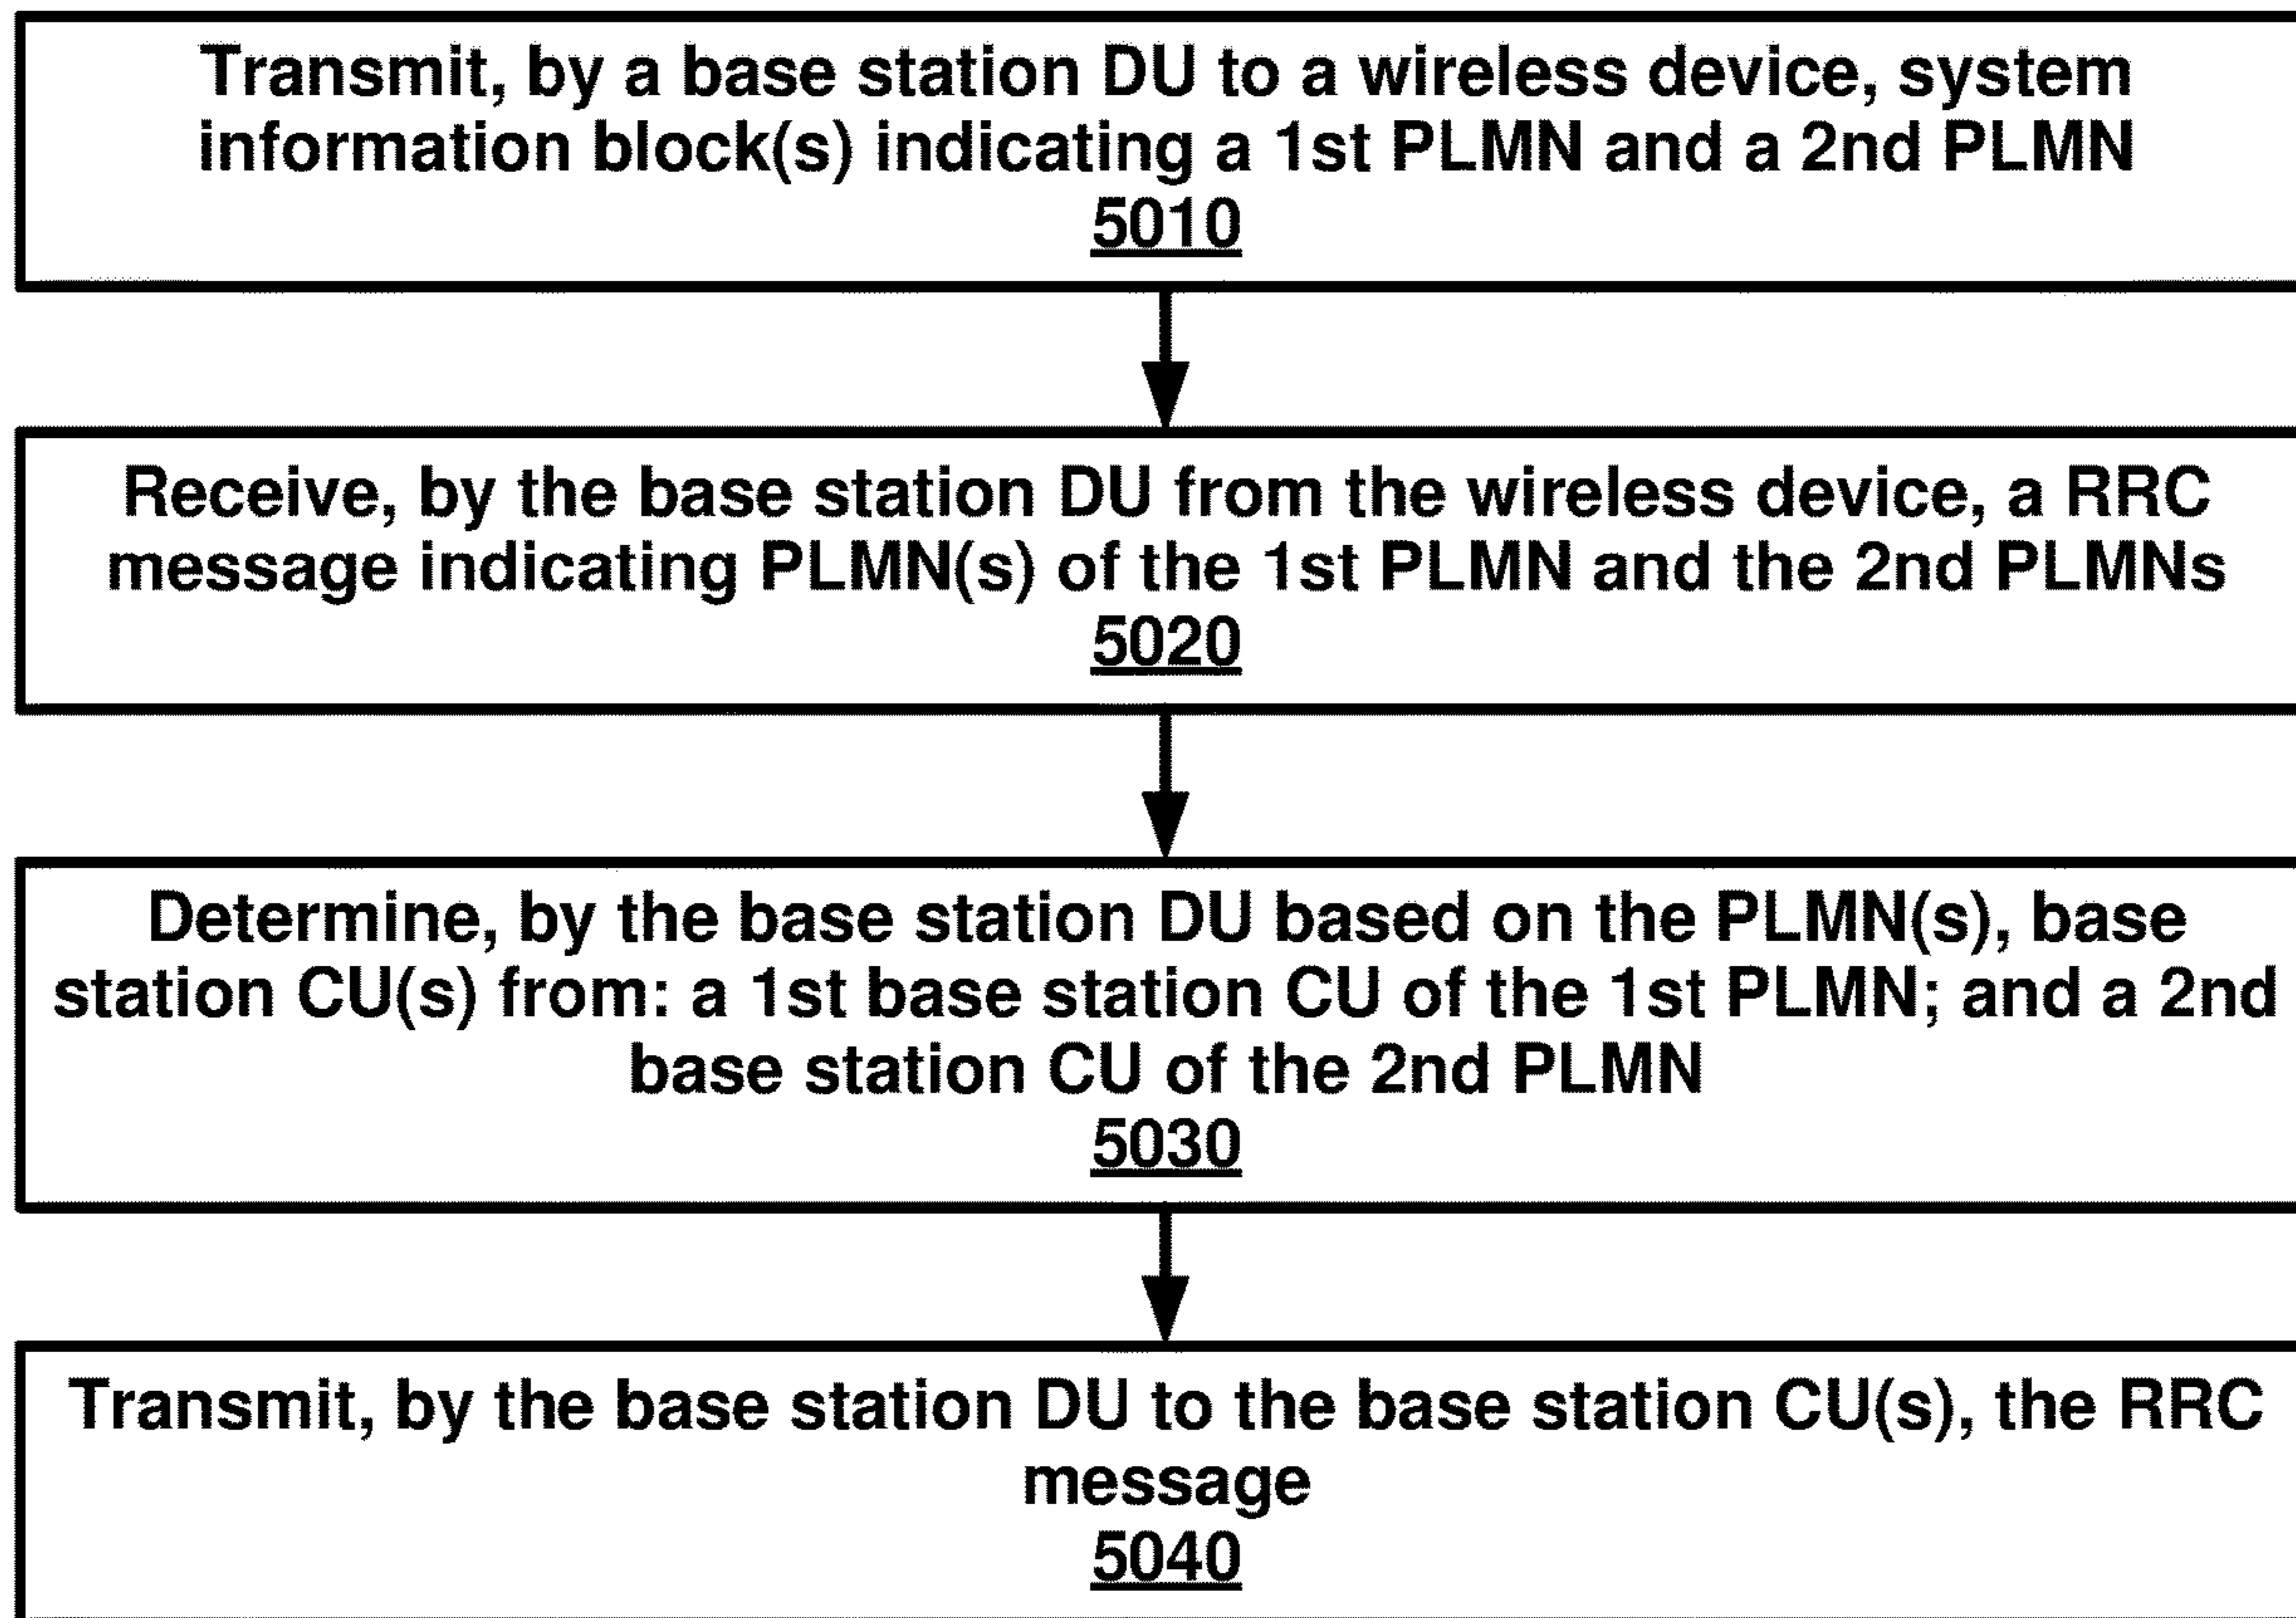 Transmit, by a base station DU to a wireless device, system
information block(s) indicating a 1st PLMN and a 2nd PLMN
5010
Receive, by the base station DU from the wireless device, a RRC
message indicating PLMN(s) of the 1st PLMN and the 2nd PLMNs
5020
Determine, by the base station DU based on the PLMN(s), base
station CU(s) from: a 1st base station CU of the 1st PLMN; and a 2nd
base station CU of the 2nd PLMN
5030
Transmit, by the base station DU to the base station CU(s), the RRC
message
5040